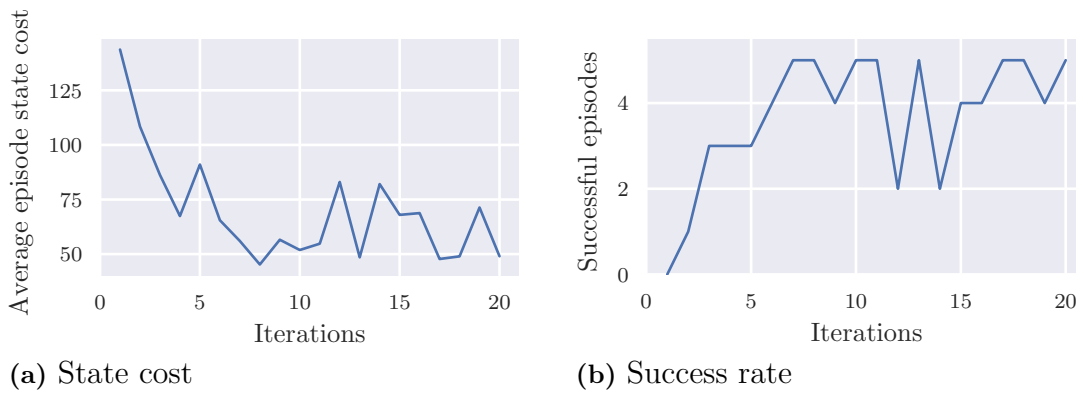 Average episode state cost
125
100
75
50
0 5 10 15 20
Iterations
(a) State cost
Successful episodes
4
2
0
0 5 10 15 20
Iterations
(b) Success rate